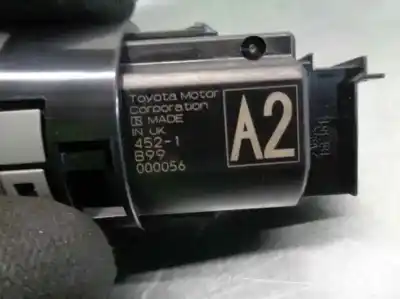 Toyota Motor
Corporation
MADE
IN UK
452-1
B99
000056
A2